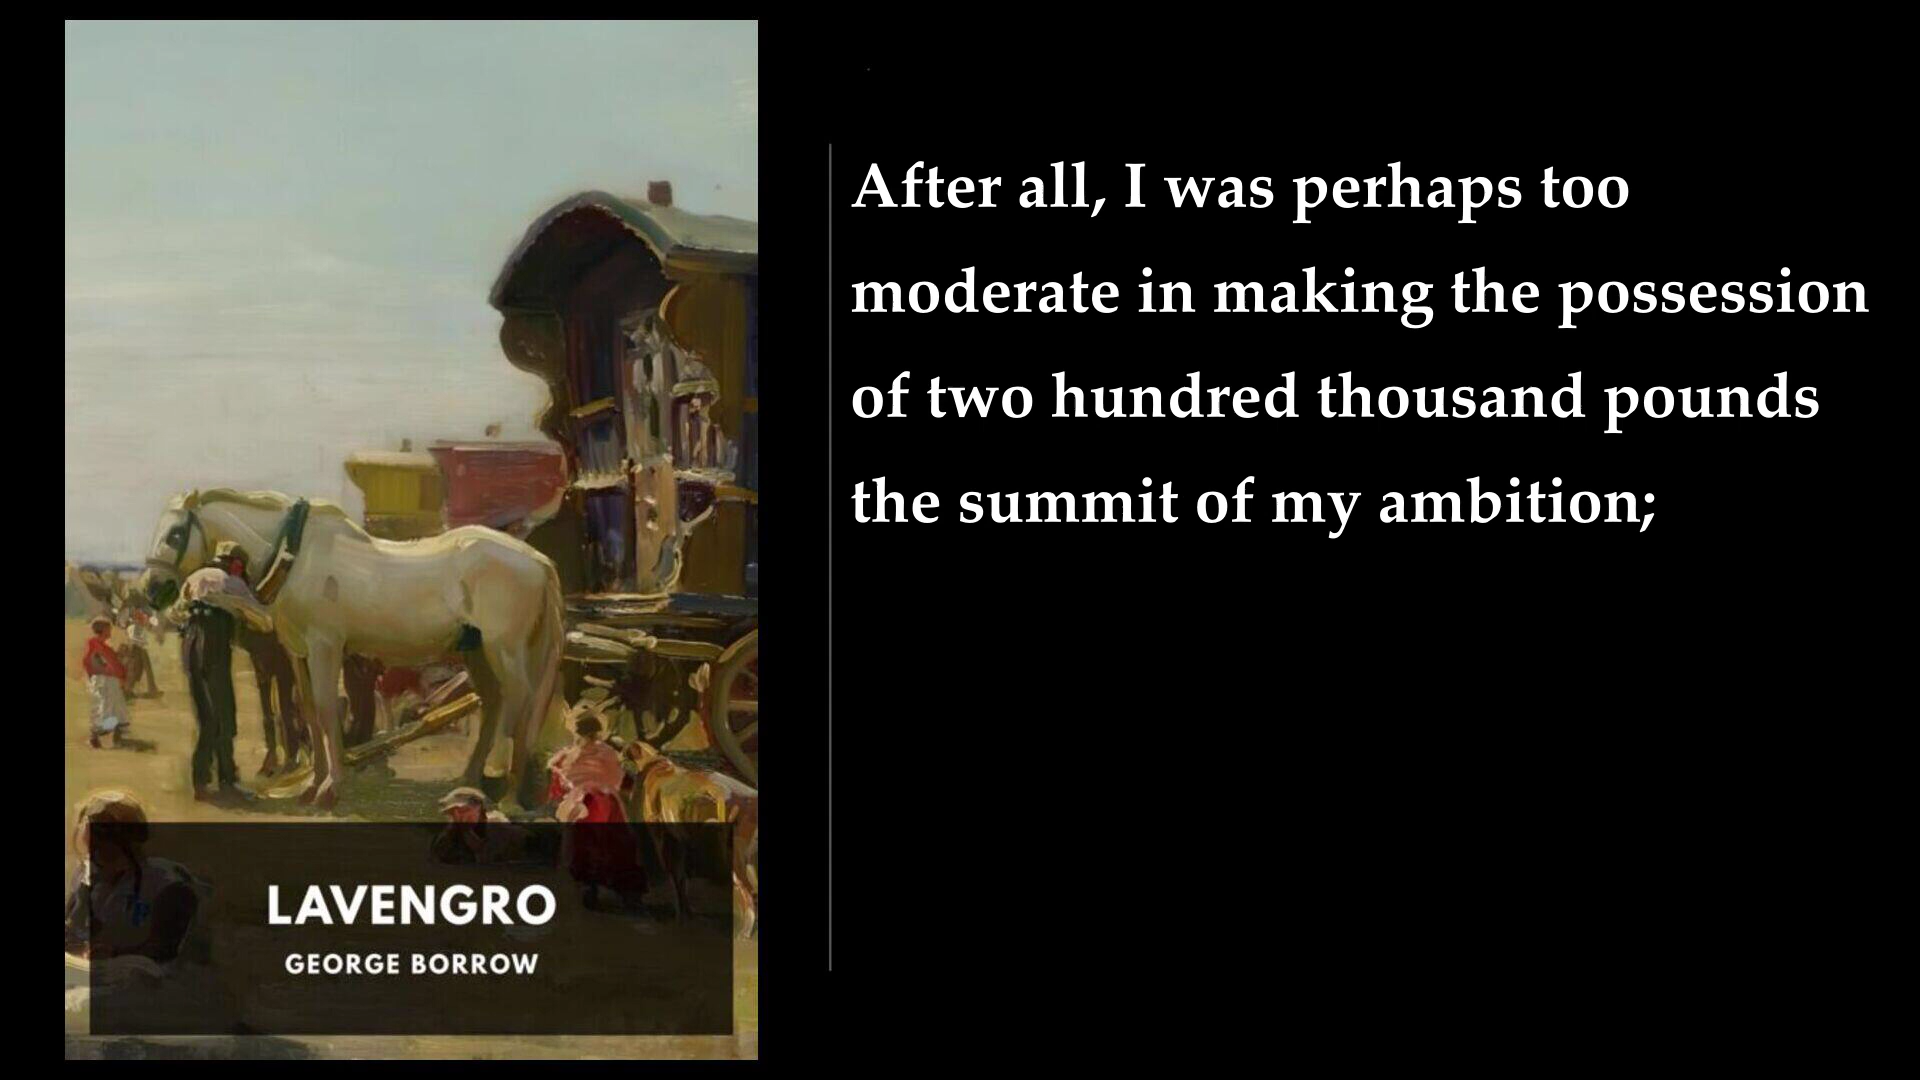 LAVENGRO
GEORGE BORROW
After all, I was perhaps too
moderate in making the possession
of two hundred thousand pounds
the summit of my ambition;